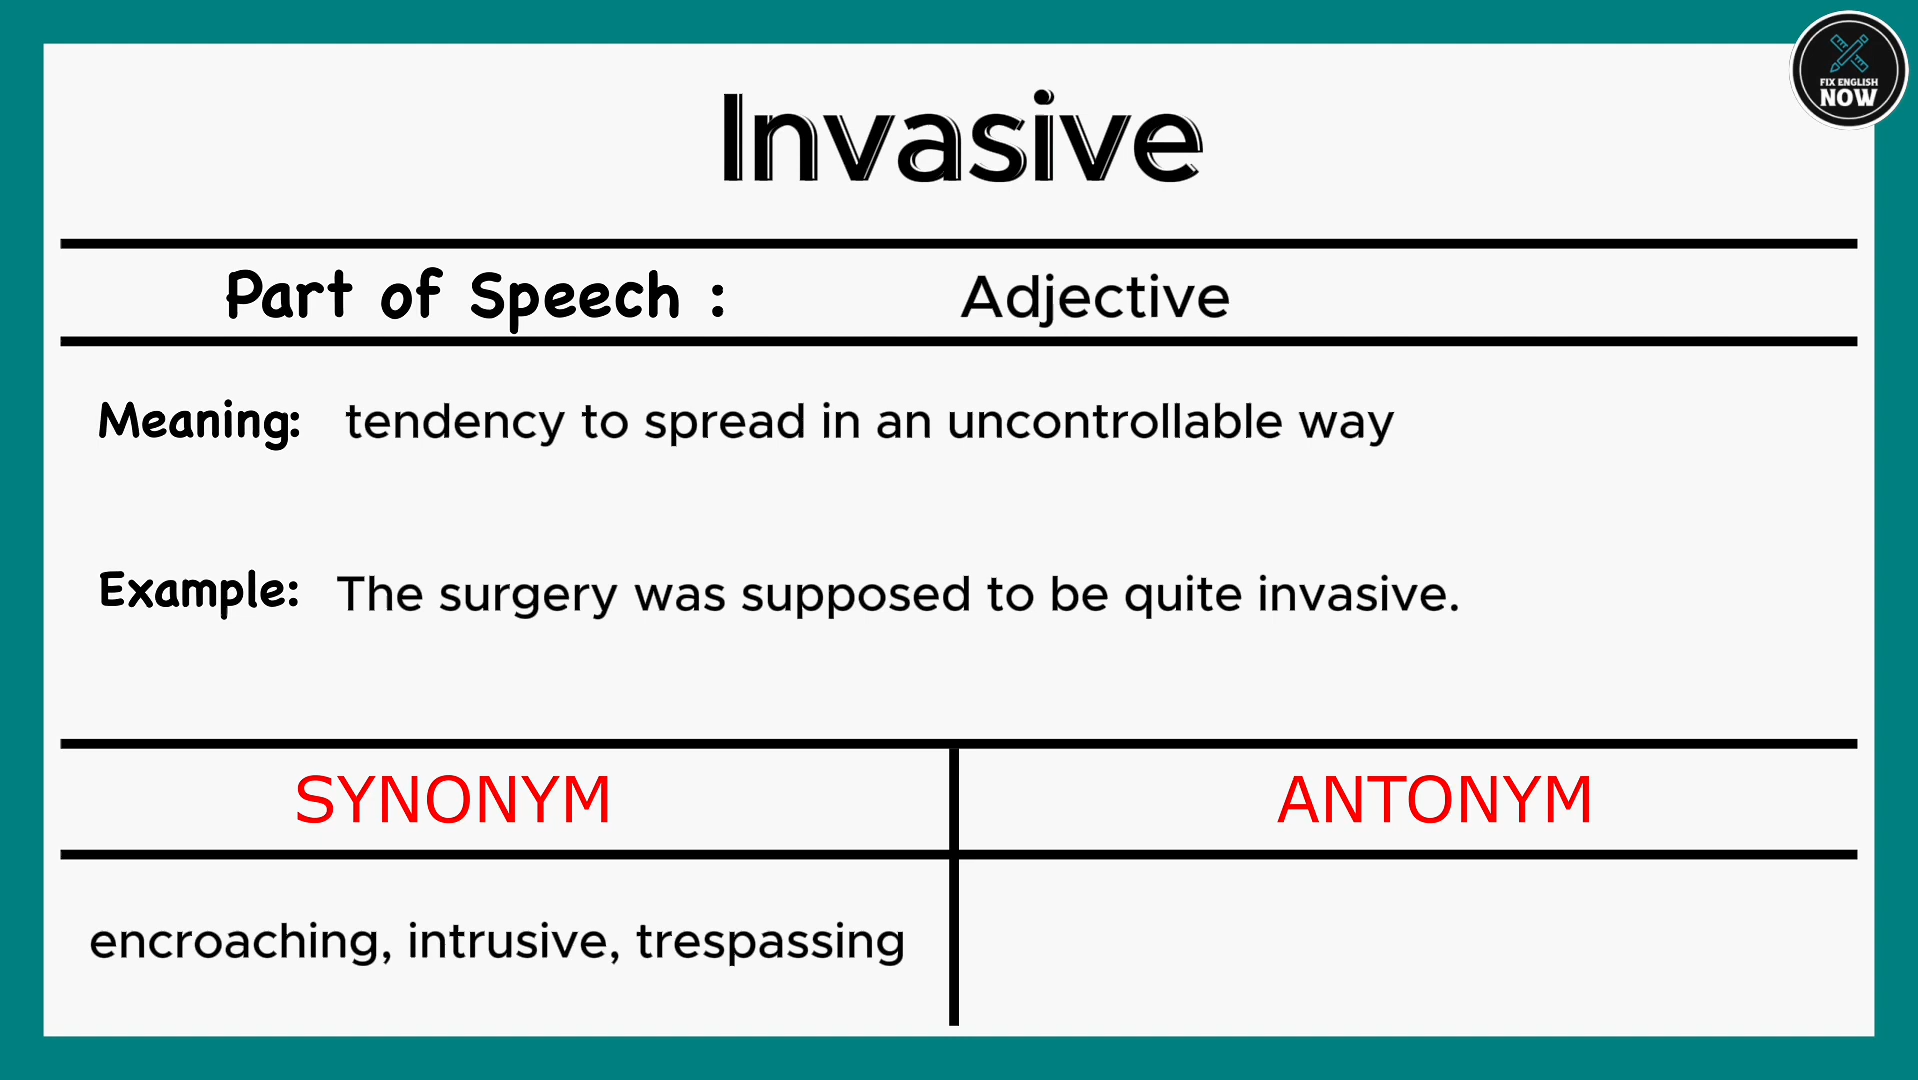 FIX ENGLISH
NOW
Invasive
Part of Speech : Adjective
Meaning: tendency to spread in an uncontrollable way
Example: The surgery was supposed to be quite invasive.
SYNONYM ANTONYM
encroaching, intrusive, trespassing